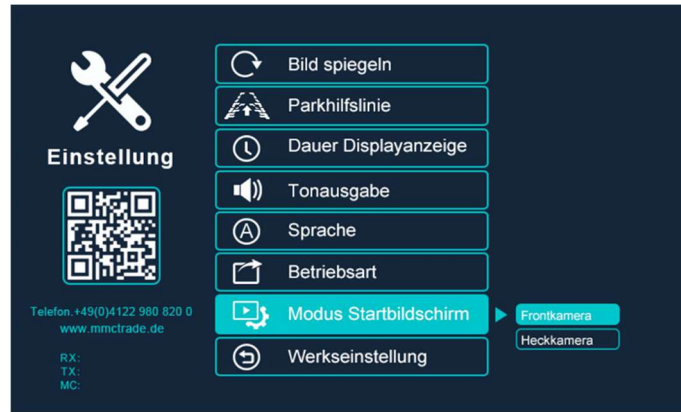 Einstellung
Telefon.+49(0)4122 980 820 0
www.mmctrade.de
RX:
TX:
MC:
Bild spiegeln
Parkhilfslinie
Dauer Displayanzeige
Tonausgabe
A Sprache
Betriebsart
Modus Startbildschirm
Frontkamera
Heckkamera
Werkseinstellung